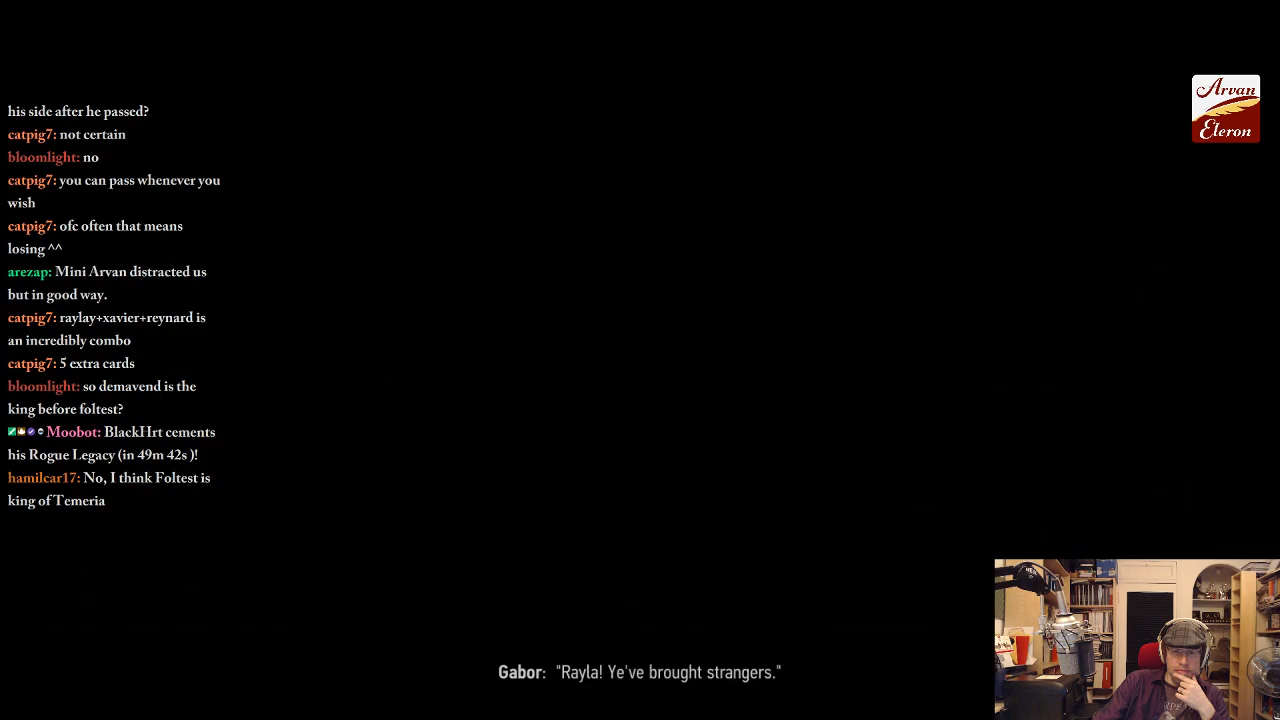 his side after he passed?
catpig7: not certain
bloomlight: no
catpig7: you can pass whenever you
wish
catpig7: ofc often that means
losing ^^
arezap: Mini Arvan distracted us
but in good way.
catpig7: raylay+xavier+reynard is
an incredibly combo
catpig7: 5 extra cards
bloomlight: so demavend is the
king before foltest?
Moobot: BlackHrt cements
his Rogue Legacy (in 49m 42s )!
hamilcar17: No, I think Foltest is
king of Temeria
Arvan
Eleron
Gabor: "Rayla! Ye've brought strangers."